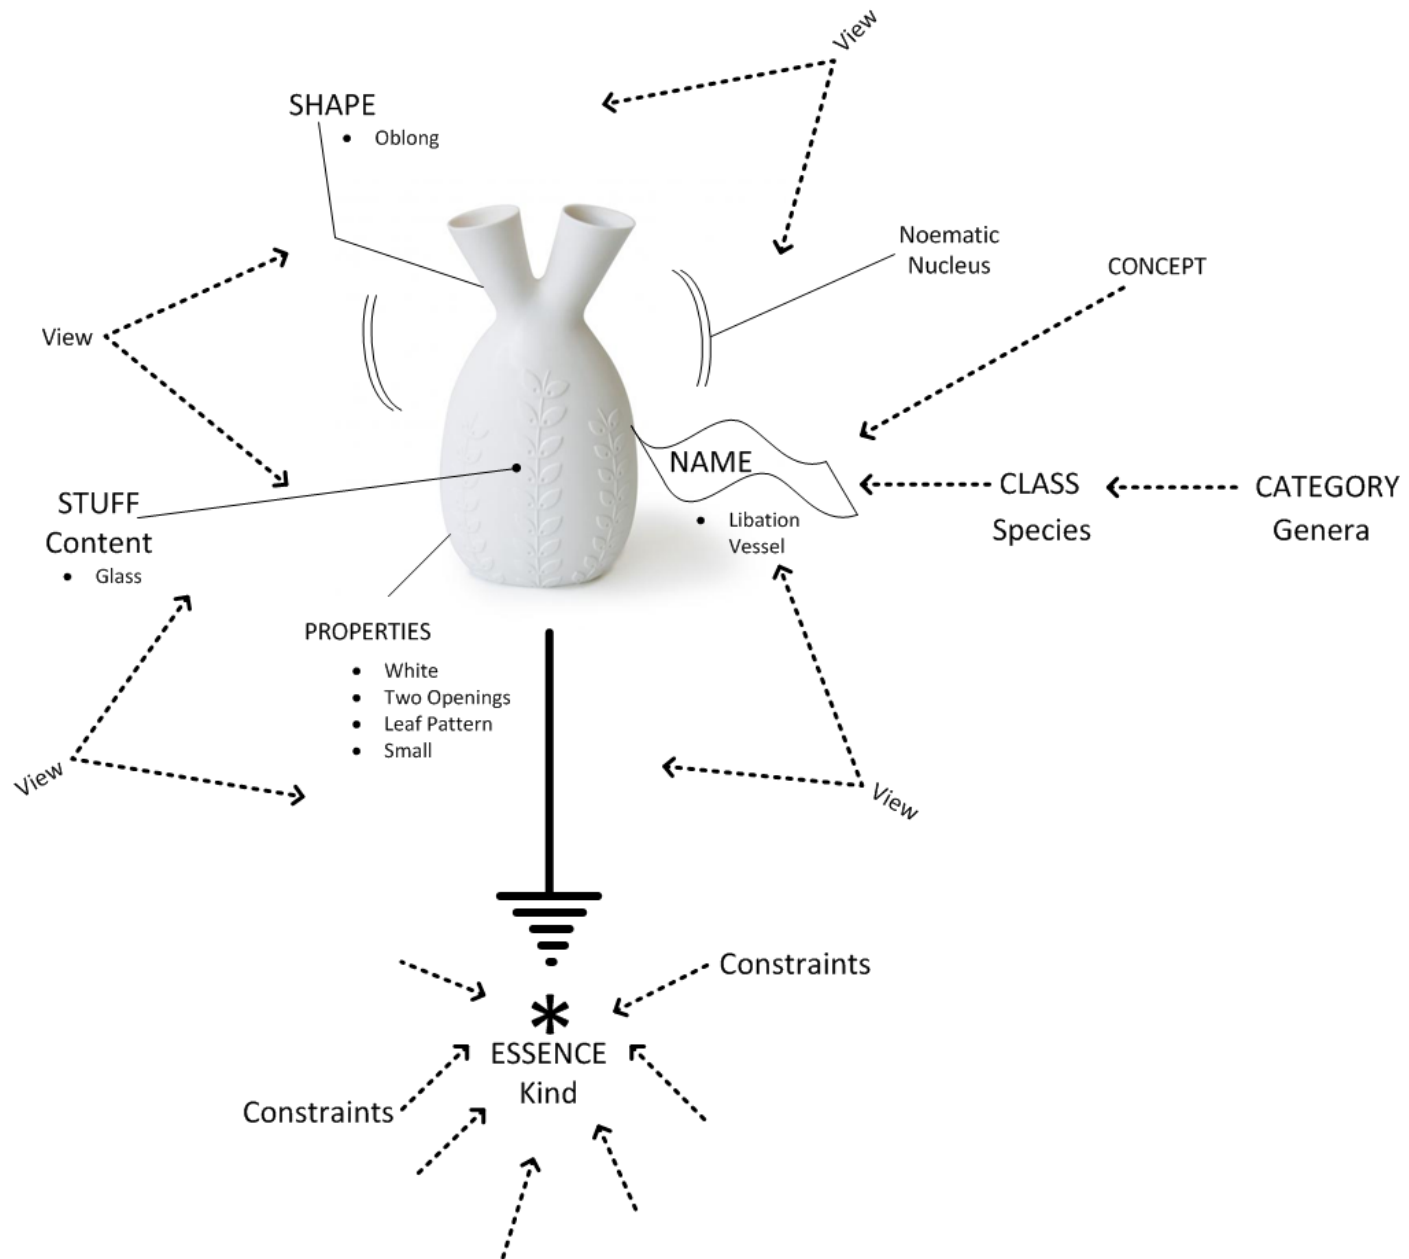 View
SHAPE
• Oblong
Noematic
Nucleus
CONCEPT
View
NAME
• Libation
Vessel
CLASS
Species
CATEGORY
Genera
STUFF
Content
• Glass
PROPERTIES
• White
• Two Openings
• Leaf Pattern
• Small
View
View
Constraints
*
ESSENCE
Kind
Constraints